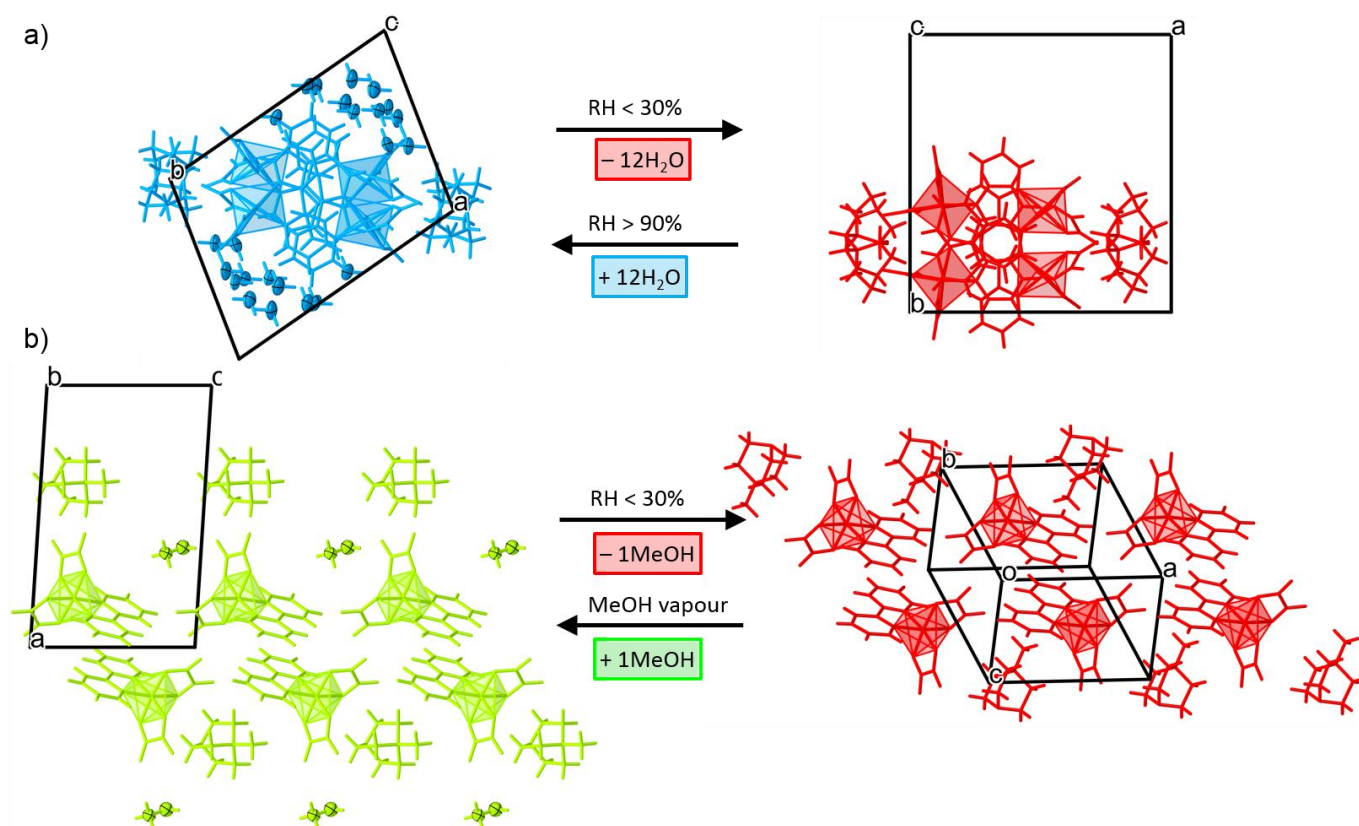 a)
c
b
a
RH < 30%
– 12H₂O
RH > 90%
+ 12H₂O
c
a
b
b)
b
c
a
RH < 30%
– 1MeOH
MeOH vapour
+ 1MeOH
b
o
a
c